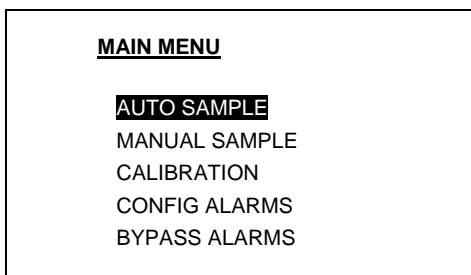 MAIN MENU
AUTO SAMPLE
MANUAL SAMPLE
CALIBRATION
CONFIG ALARMS
BYPASS ALARMS